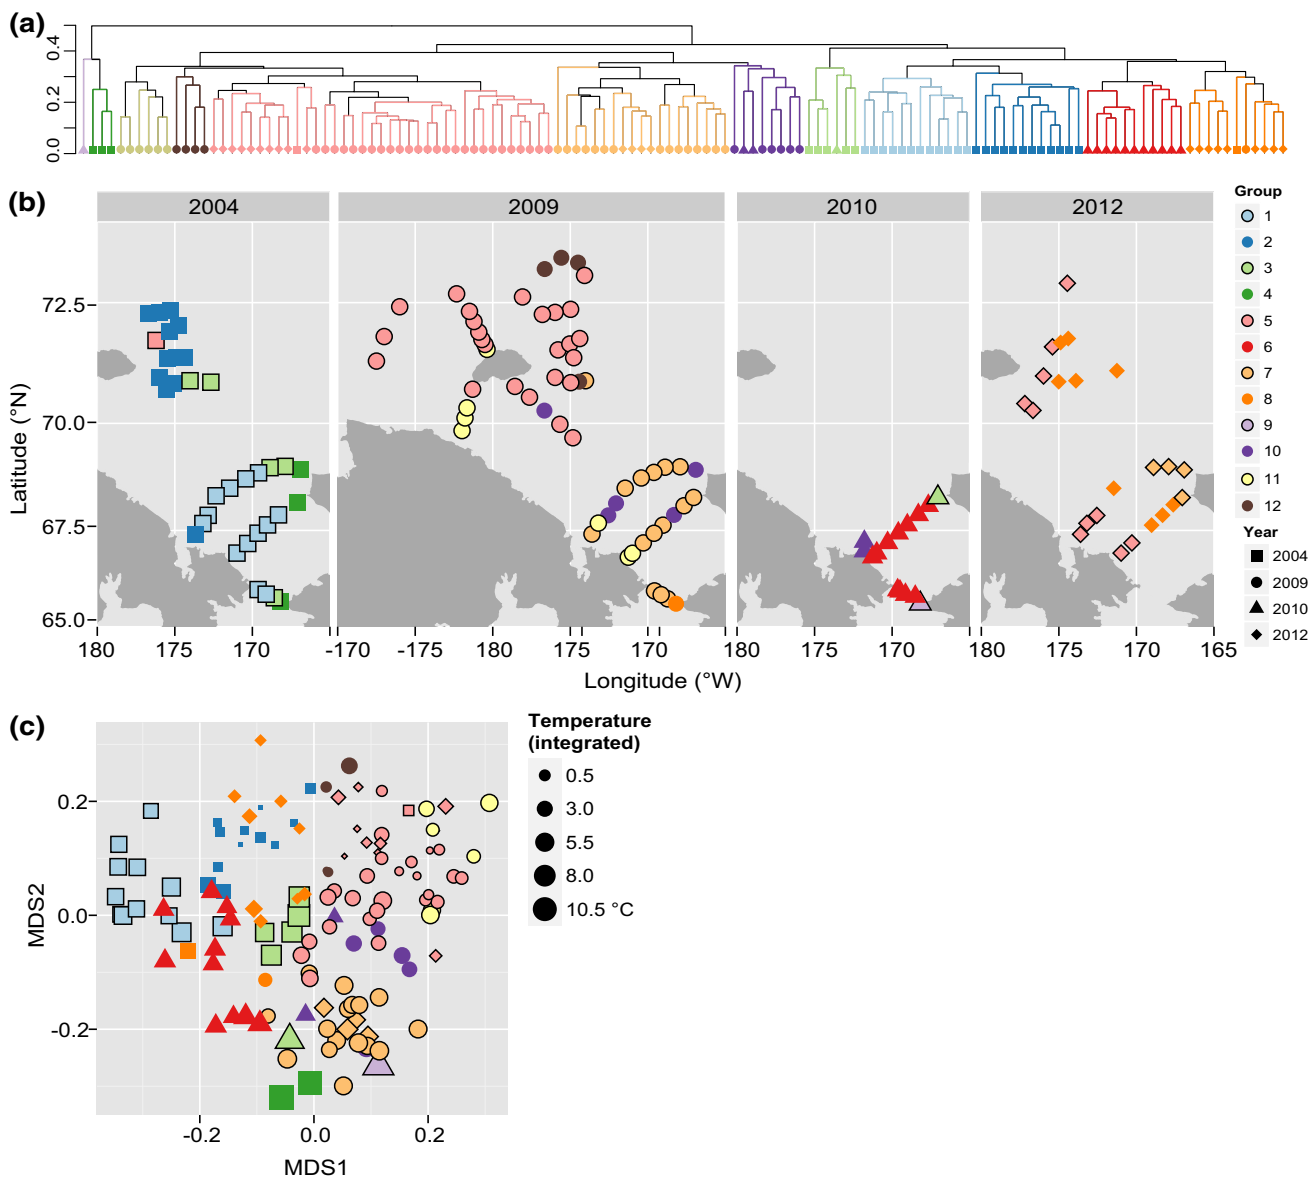 (a)
0.4
0.2
0.0
(b)
2004
2009
2010
2012
72.5
70.0
67.5
65.0
Latitude (°N)
180 175 170 -170 -175 180 175 170 180 175 170 180 175 170 165
Longitude (°W)
Group
1
2
3
4
5
6
7
8
9
10
11
12
Year
2004
2009
2010
2012
(c)
0.2
0.0
-0.2
MDS2
-0.2 0.0 0.2
MDS1
Temperature
(integrated)
0.5
3.0
5.5
8.0
10.5 °C